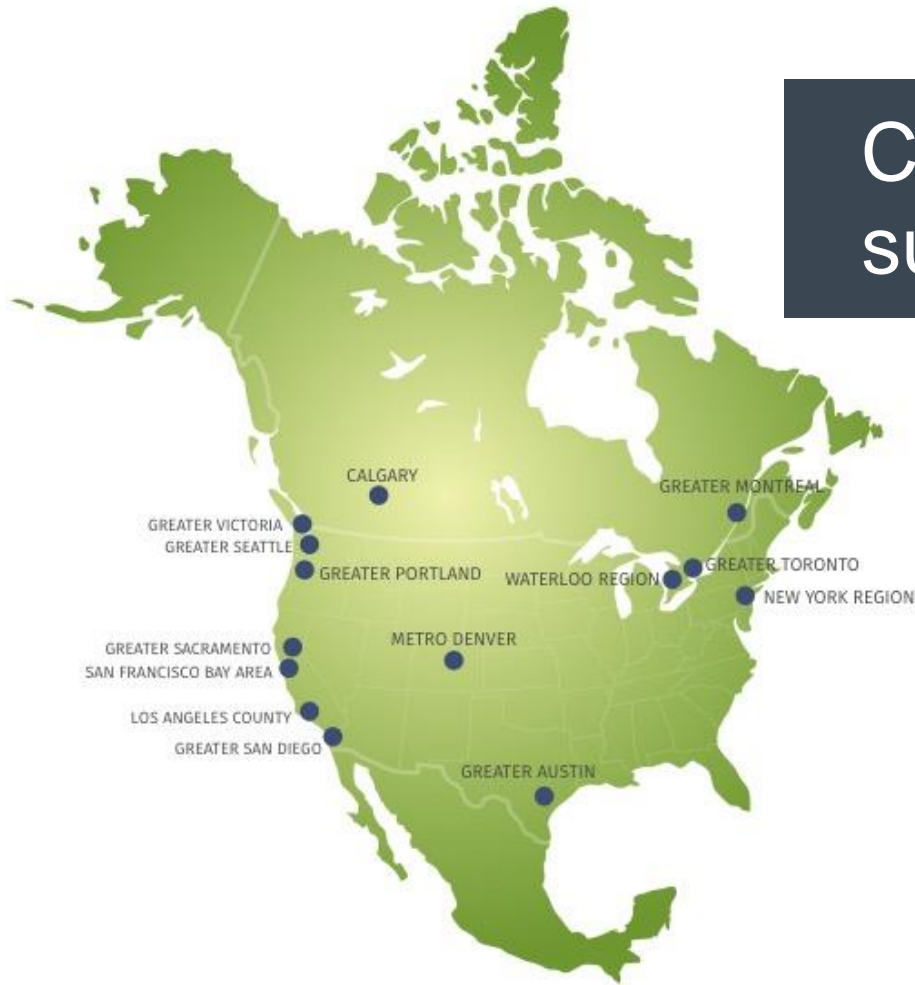 C
su
CALGARY
GREATER MONTREAL
GREATER VICTORIA
GREATER SEATTLE
GREATER PORTLAND
WATERLOO REGION
GREATER TORONTO
NEW YORK REGION
METRO DENVER
GREATER SACRAMENTO
SAN FRANCISCO BAY AREA
LOS ANGELES COUNTY
GREATER SAN DIEGO
GREATER AUSTIN